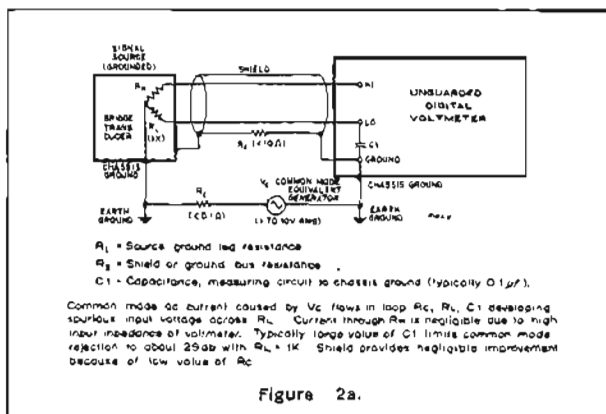 SIGNAL
SOURCE
(GROUNDED)
SHIELD
HI
UNGUARDED
DIGITAL
VOLTMETER
BRIDGE
TRANS
DUCER
LO
C1
GROUND
CHASSIS
GROUND
CHASSIS GROUND
COMMON MODE
EQUIVALENT
GENERATOR
EARTH
GROUND
EARTH
GROUND
= Source ground leg resistance
= Shield or ground bus resistance
C1 = Capacitance, measuring circuit to chassis ground (typically 0.1 µf).
Common mode ac current caused by Vc flows in loop Rc, RL, C1 developing
spurious input voltage across RL. Current through RH is negligible due to high
input impedance of voltmeter. Typically large value of C1 limits common mode
rejection to about 29db with RL = 1K. Shield provides negligible improvement
because of low value of Rc
Figure 2a.